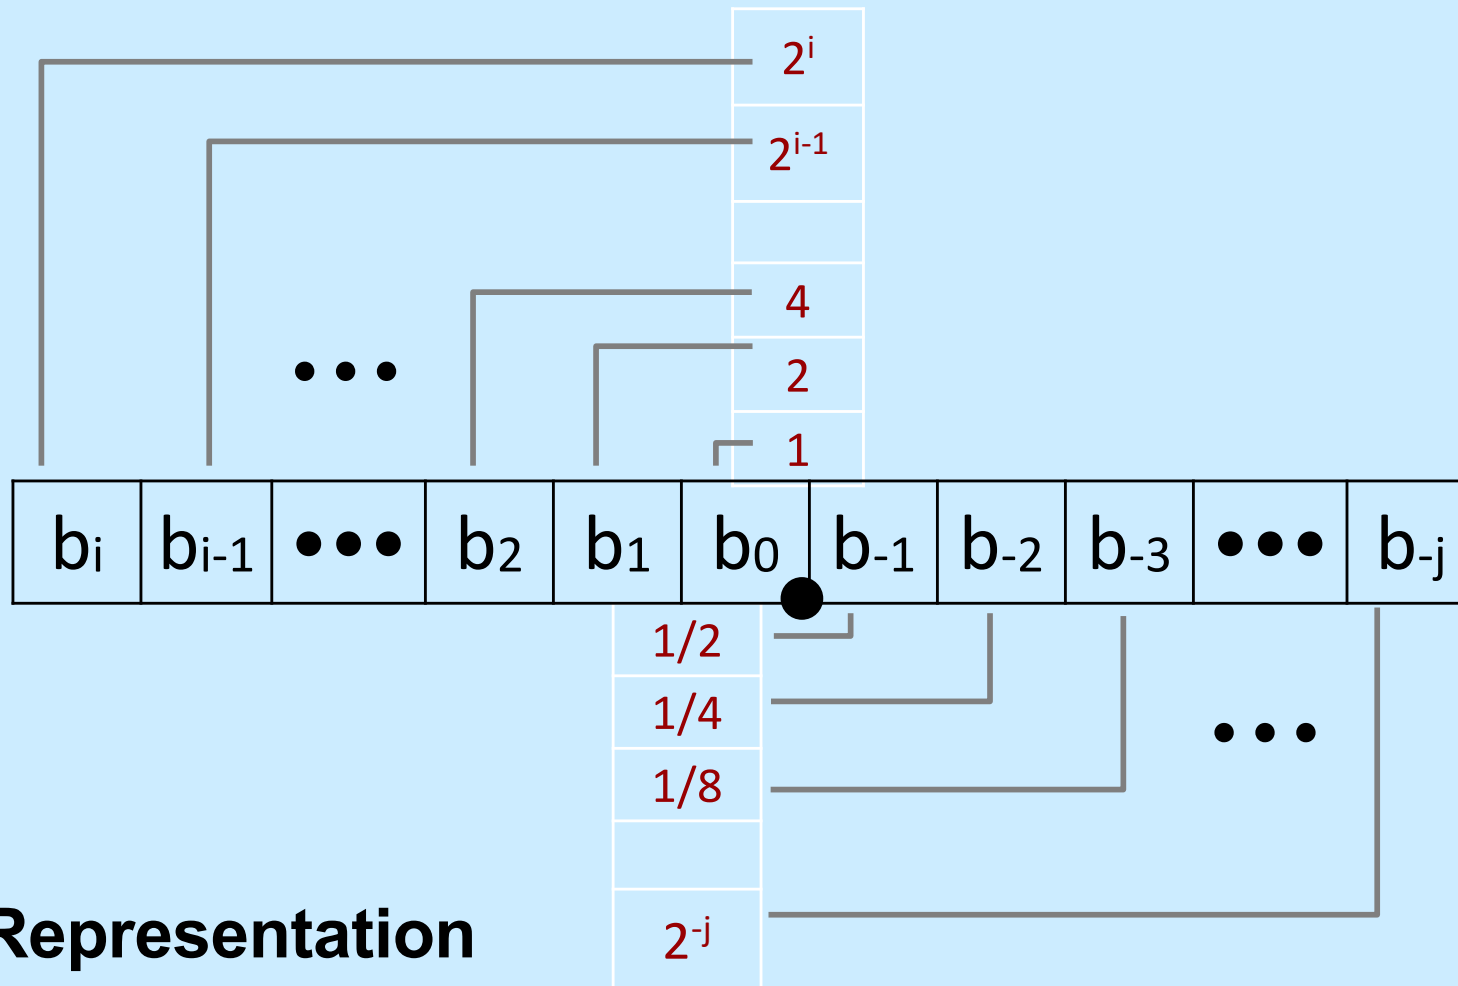 2ⁱ
2ⁱ⁻¹
4
2
•••
1
bᵢ bᵢ₋₁ ••• b₂ b₁ b₀ b₋₁ b₋₂ b₋₃ ••• b₋ⱼ
1/2
1/4
•••
1/8
2⁻ʲ
Representation